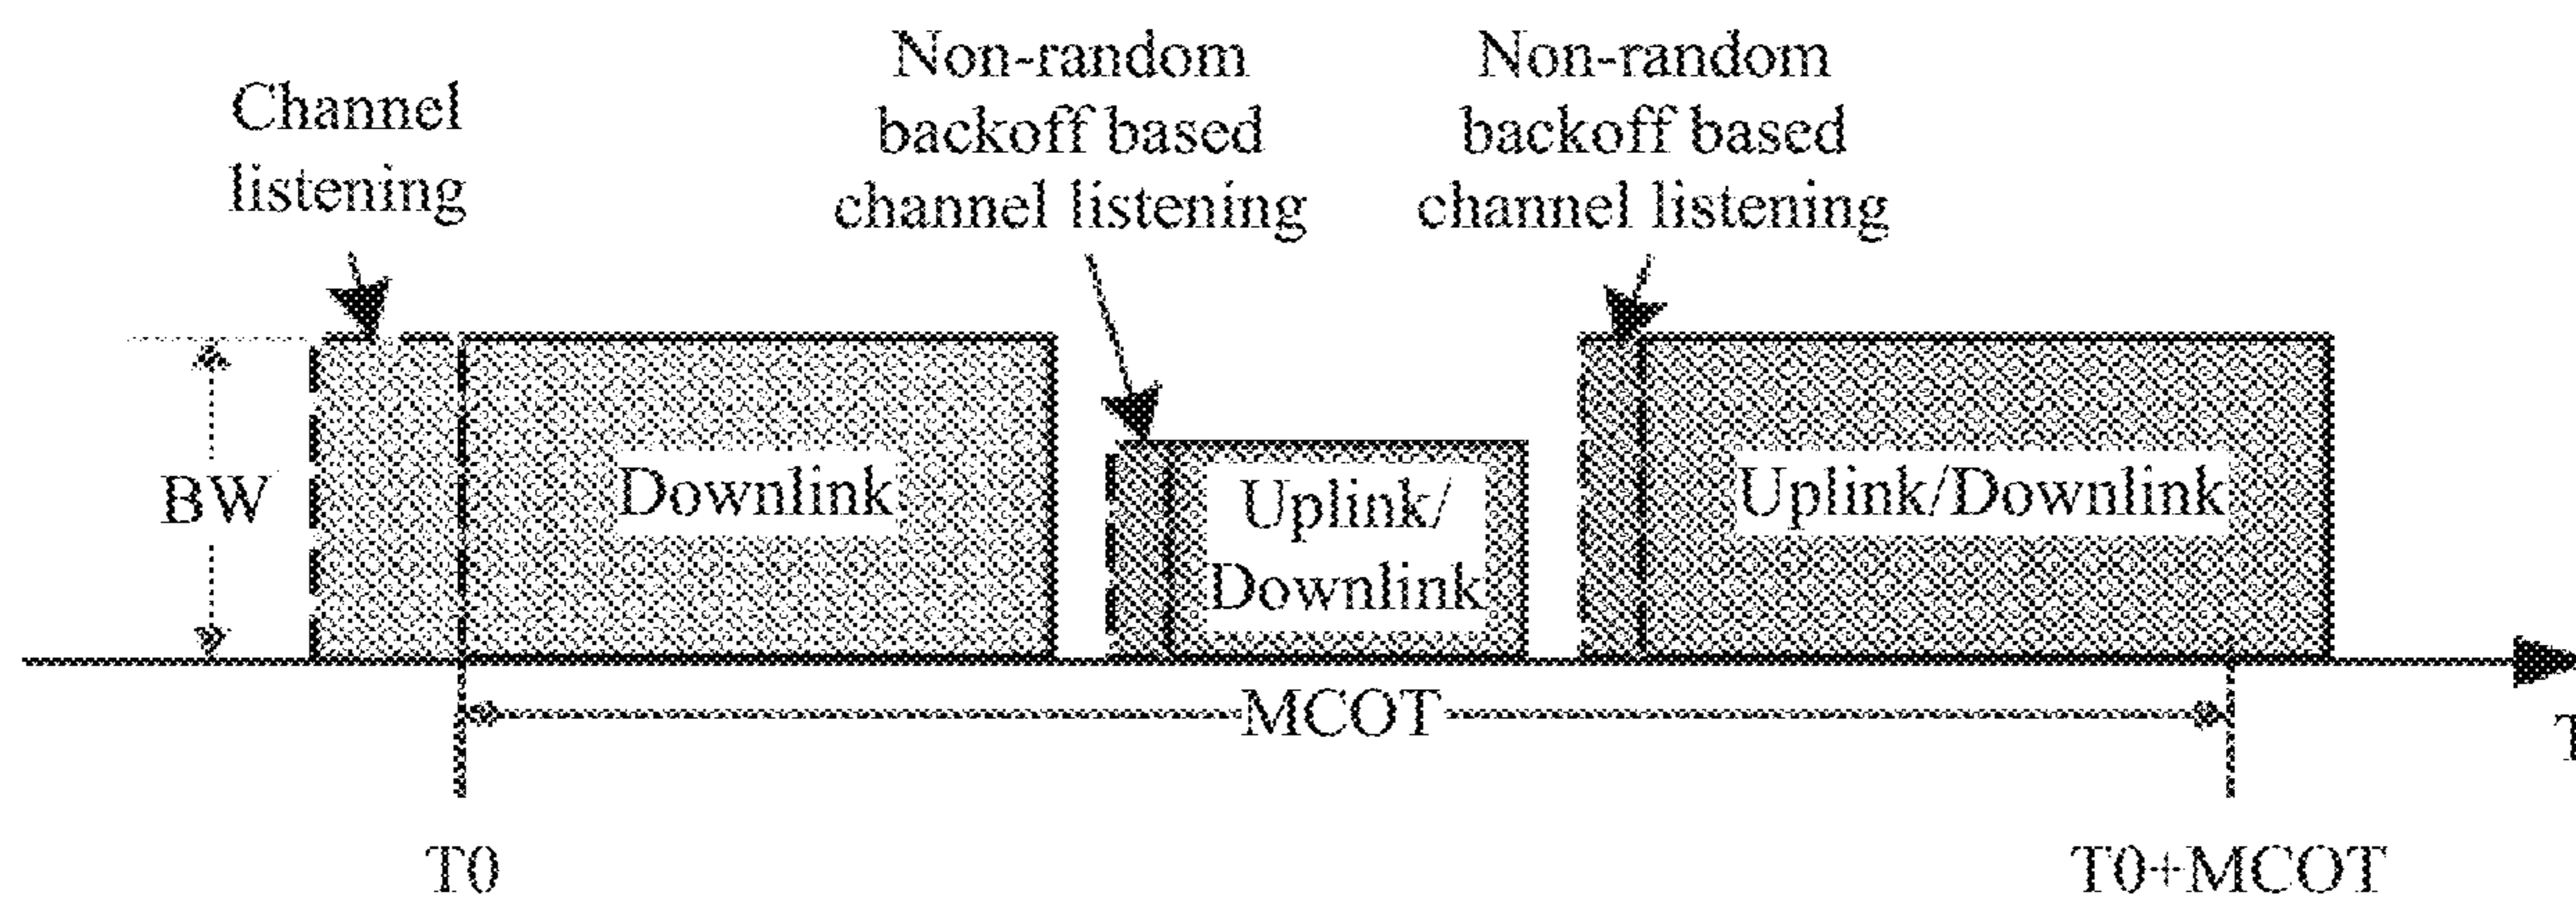 Channel
listening
Non-random
backoff based
channel listening
Non-random
backoff based
channel listening
BW
Downlink
Uplink/
Downlink
Uplink/Downlink
MCOT
T
T0
T0+MCOT